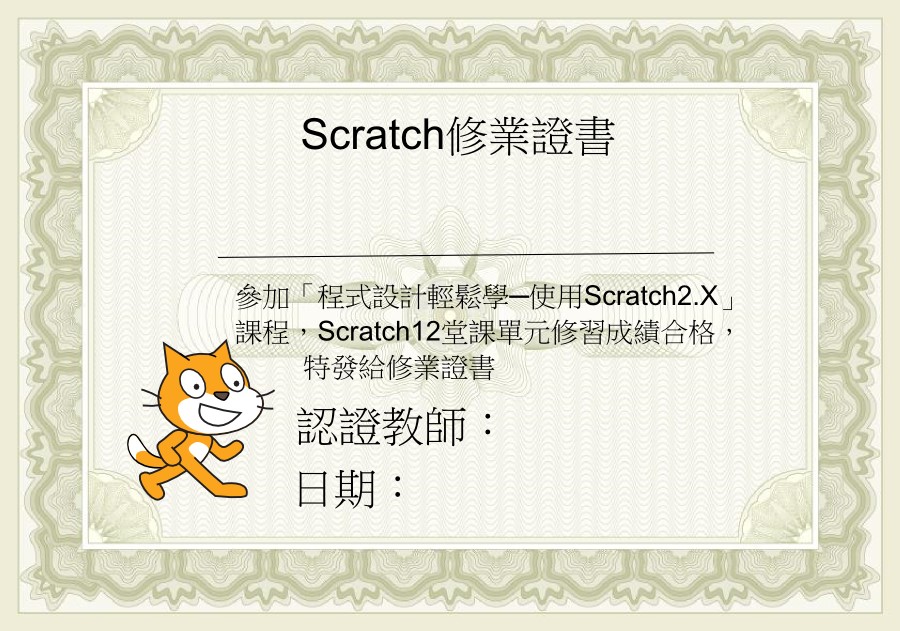 Scratch修業證書
參加「程式設計輕鬆學─使用Scratch2.X」
課程，Scratch12堂課單元修習成績合格，
特發給修業證書
認證教師：
日期：